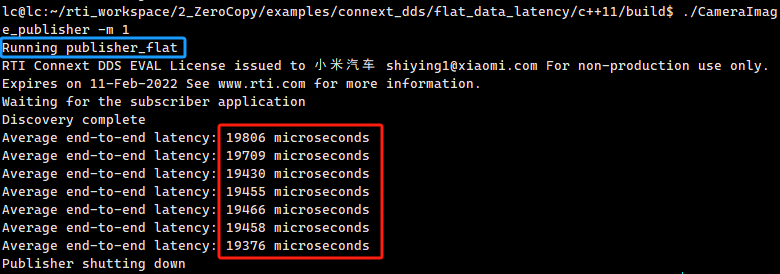 lc@lc:~/rti_workspace/2_ZeroCopy/examples/connext_dds/flat_data_latency/c++11/build$ ./CameraImag
e_publisher -m 1
Running publisher_flat
RTI Connext DDS EVAL License issued to 小米汽车 shiying1@xiaomi.com For non-production use only.
Expires on 11-Feb-2022 See www.rti.com for more information.
Waiting for the subscriber application
Discovery complete
Average end-to-end latency: 19806 microseconds
Average end-to-end latency: 19709 microseconds
Average end-to-end latency: 19430 microseconds
Average end-to-end latency: 19455 microseconds
Average end-to-end latency: 19466 microseconds
Average end-to-end latency: 19458 microseconds
Average end-to-end latency: 19376 microseconds
Publisher shutting down